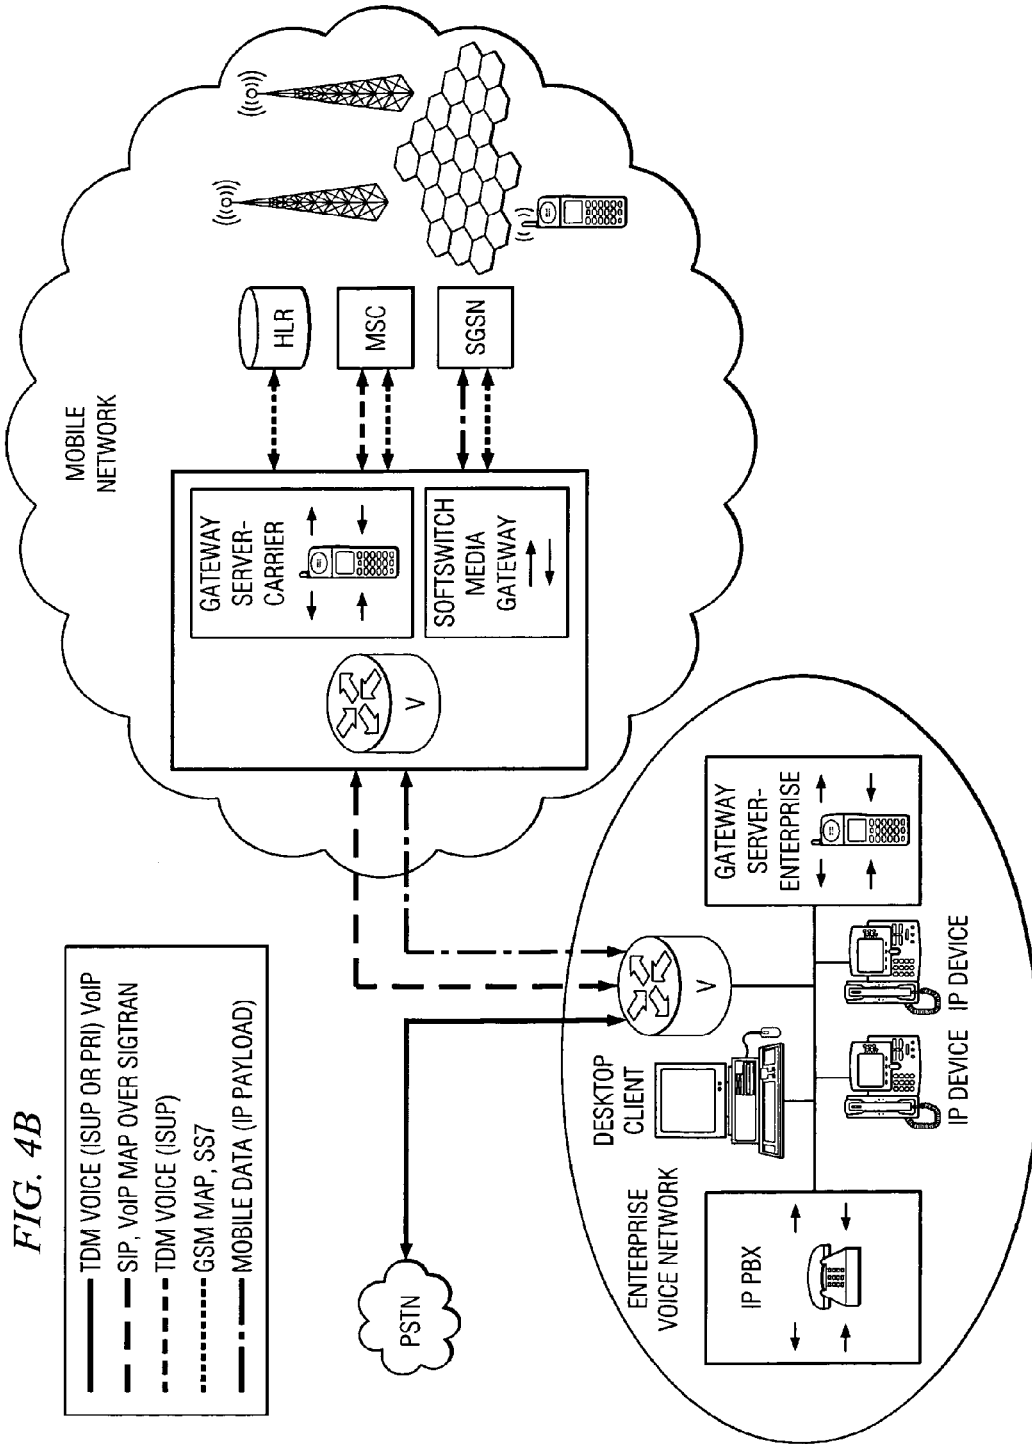 FIG. 4B
TDM VOICE (ISUP OR PRI) VoIP
SIP, VoIP MAP OVER SIGTRAN
TDM VOICE (ISUP)
GSM MAP, SS7
MOBILE DATA (IP PAYLOAD)
MOBILE
NETWORK
GATEWAY
SERVER-
CARRIER
SOFTSWITCH
MEDIA
GATEWAY
V
HLR
MSC
SGSN
PSTN
ENTERPRISE
VOICE NETWORK
DESKTOP
CLIENT
V
IP PBX
GATEWAY
SERVER-
ENTERPRISE
IP DEVICE
IP DEVICE